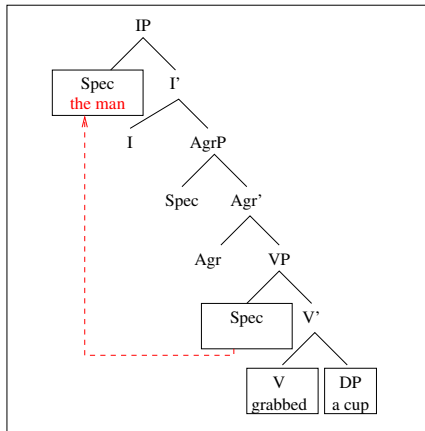 IP
Spec
the man
I'
I
AgrP
Spec
Agr'
Agr
VP
Spec
V'
V
grabbed
DP
a cup